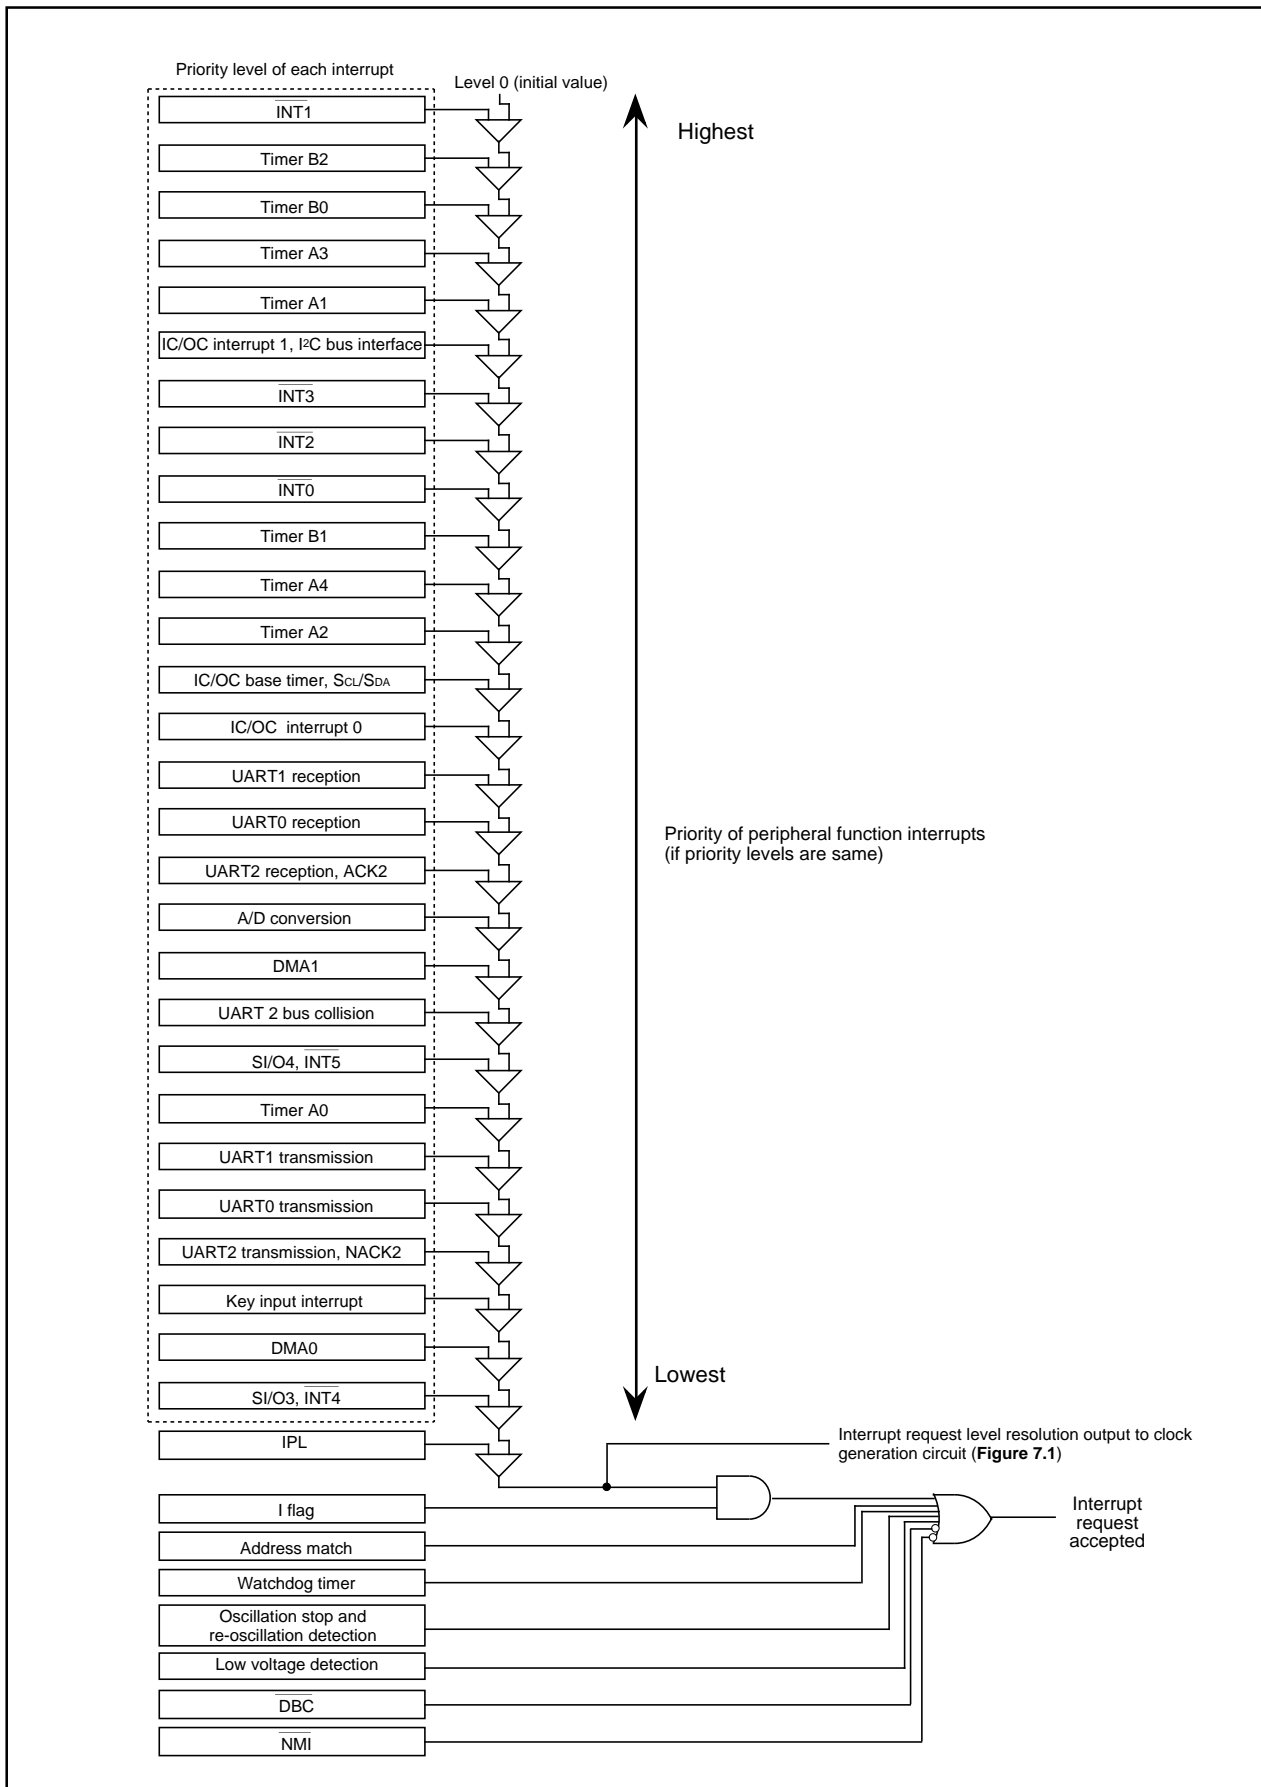 Priority level of each interrupt
Level 0 (initial value)
INT1
Highest
Timer B2
Timer B0
Timer A3
Timer A1
IC/OC interrupt 1, I²C bus interface
INT3
INT2
INT0
Timer B1
Timer A4
Timer A2
IC/OC base timer, SCL/SDA
IC/OC interrupt 0
UART1 reception
UART0 reception
Priority of peripheral function interrupts
(if priority levels are same)
UART2 reception, ACK2
A/D conversion
DMA1
UART 2 bus collision
SI/O4, INT5
Timer A0
UART1 transmission
UART0 transmission
UART2 transmission, NACK2
Key input interrupt
DMA0
Lowest
SI/O3, INT4
IPL
Interrupt request level resolution output to clock
generation circuit (Figure 7.1)
I flag
Interrupt
request
accepted
Address match
Watchdog timer
Oscillation stop and
re-oscillation detection
Low voltage detection
DBC
NMI